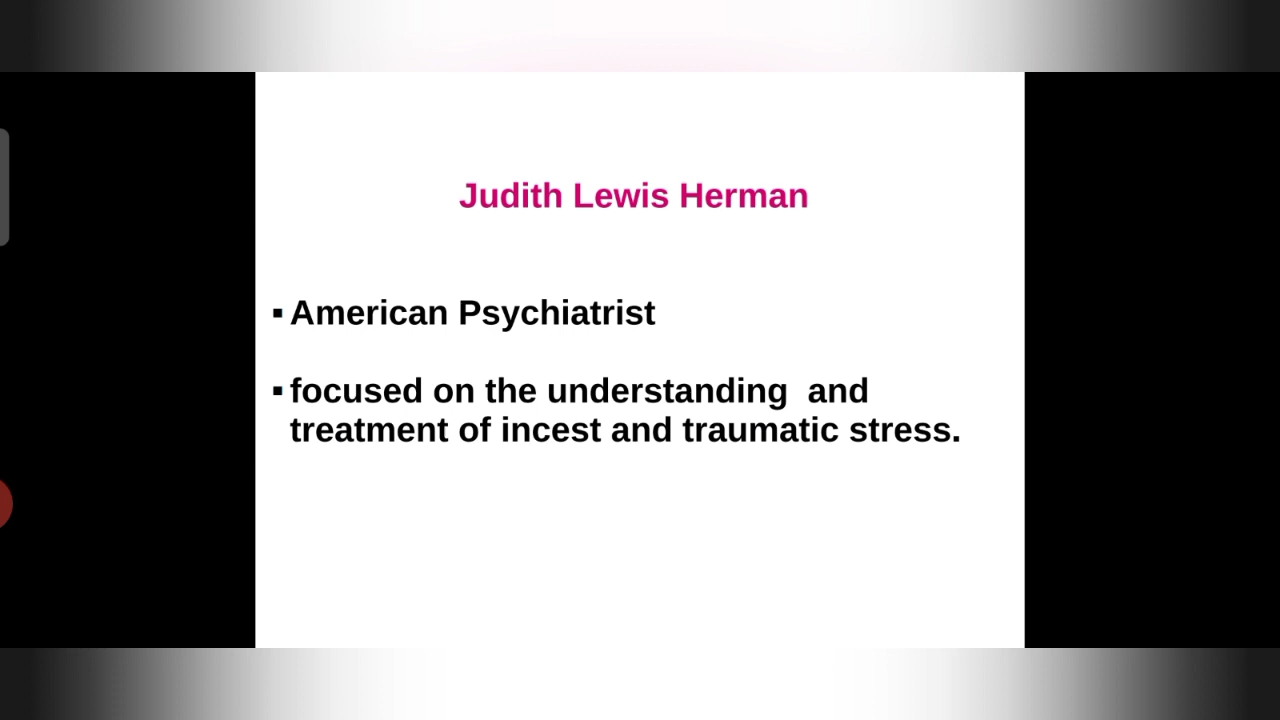 Judith Lewis Herman
▪ American Psychiatrist
▪ focused on the understanding  and
treatment of incest and traumatic stress.